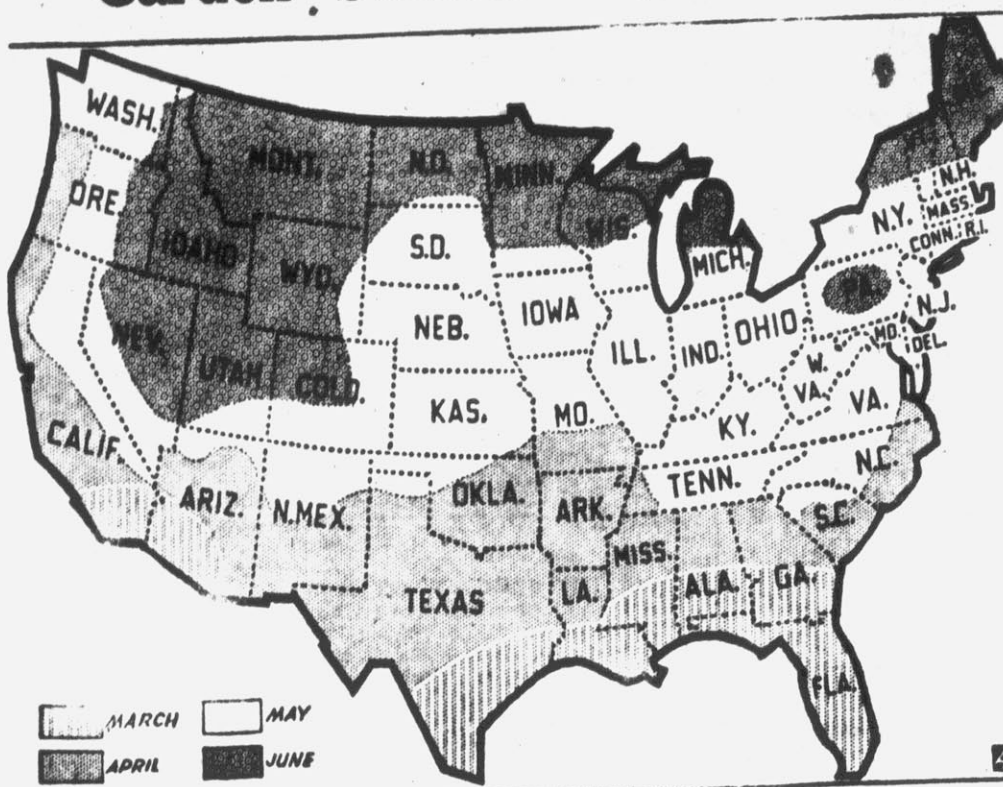 WASH.
MONT.
N.D.
MINN.
ORE.
IDAHO
WYO.
S.D.
WIS.
MICH.
N.Y.
N.H.
MASS.
CONN.
R.I.
NEV.
UTAH
COLO
NEB.
IOWA
ILL.
IND.
OHIO
PA.
N.J.
MD.
DEL.
W.
VA.
VA.
KAS.
MO.
KY.
CALIF.
ARIZ.
N.MEX.
OKLA.
ARK.
TENN.
N.C.
S.C.
TEXAS
LA.
MISS.
ALA.
GA.
FLA.
MARCH
MAY
APRIL
JUNE